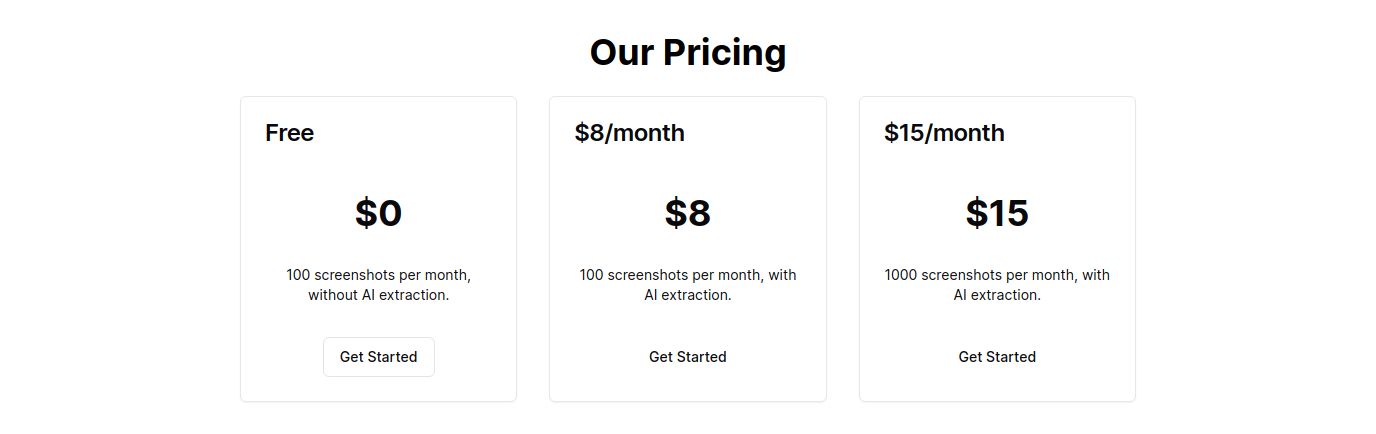 Our Pricing
Free
$0
100 screenshots per month,
without AI extraction.
Get Started
$8/month
$8
100 screenshots per month, with
AI extraction.
Get Started
$15/month
$15
1000 screenshots per month, with
AI extraction.
Get Started